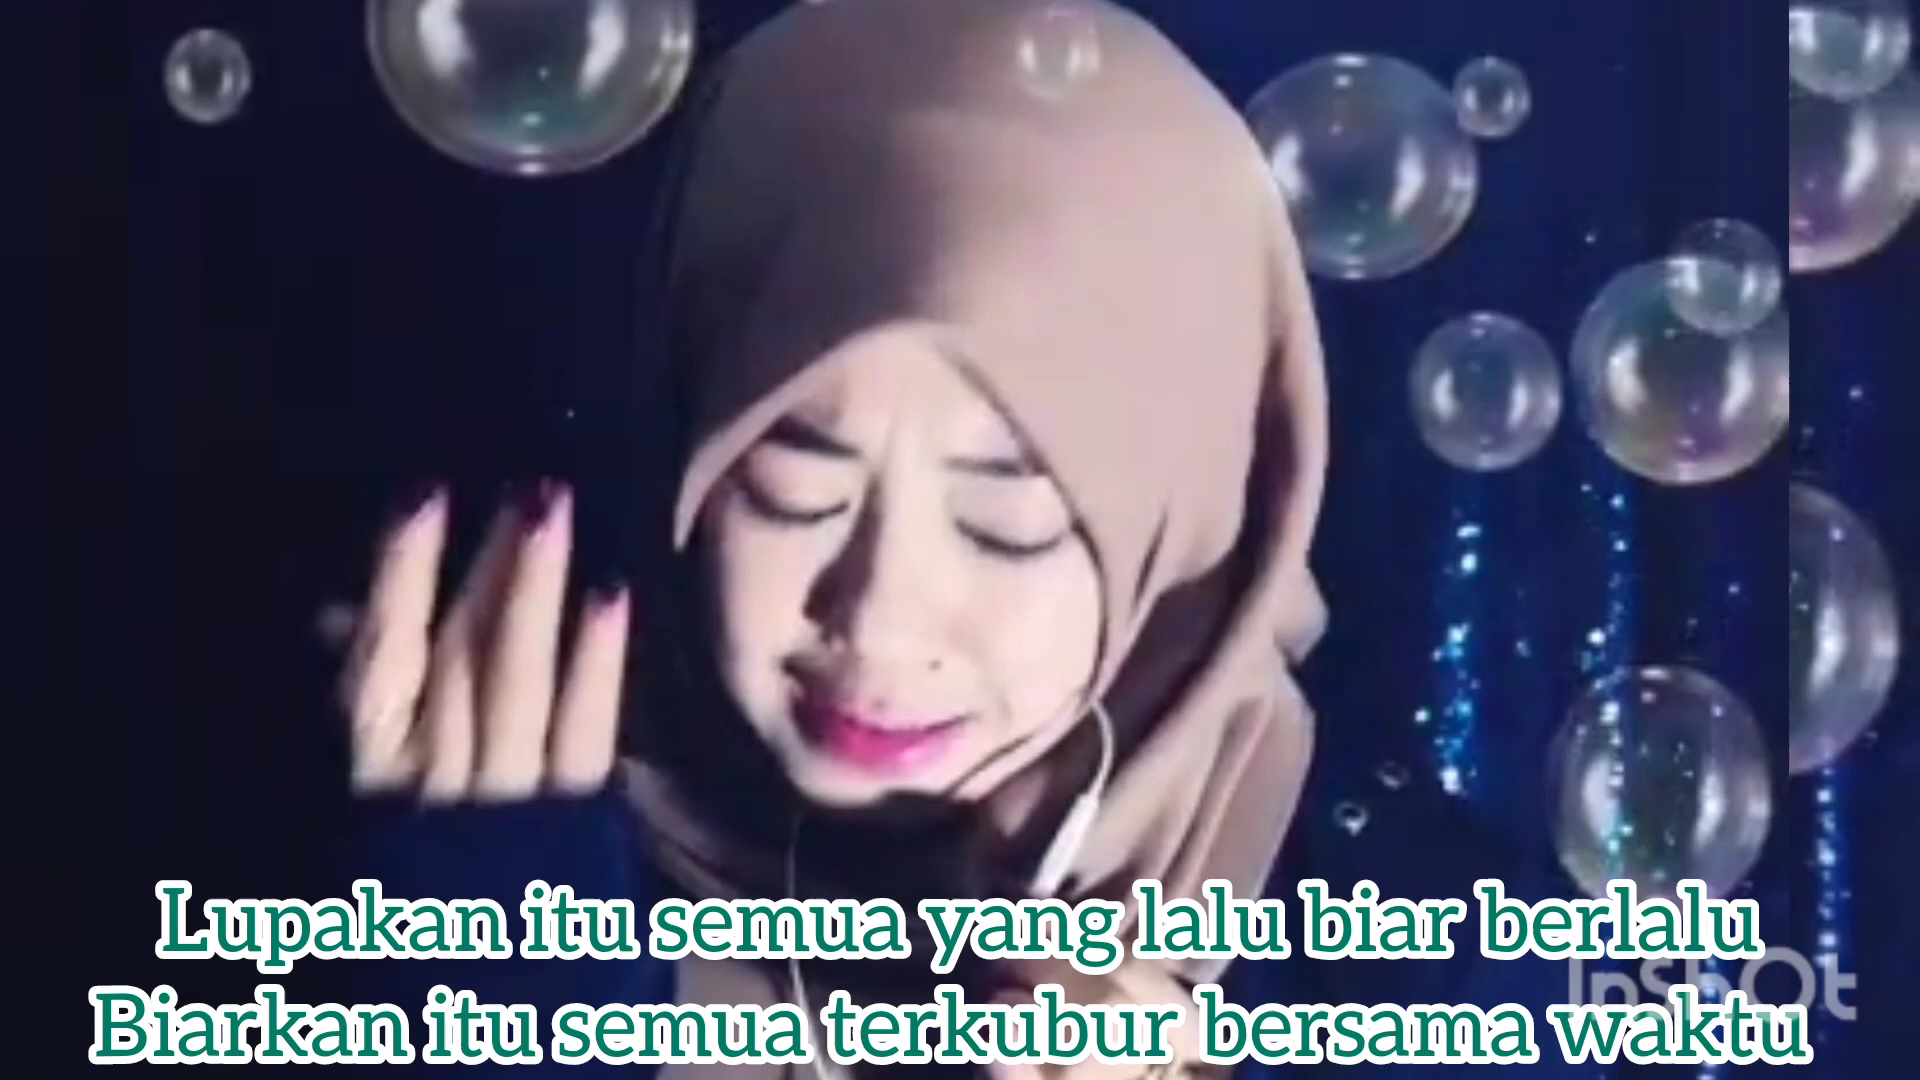 Lupakan itu semua yang lalu biar berlalu
InShOt
Biarkan itu semua terkubur bersama waktu